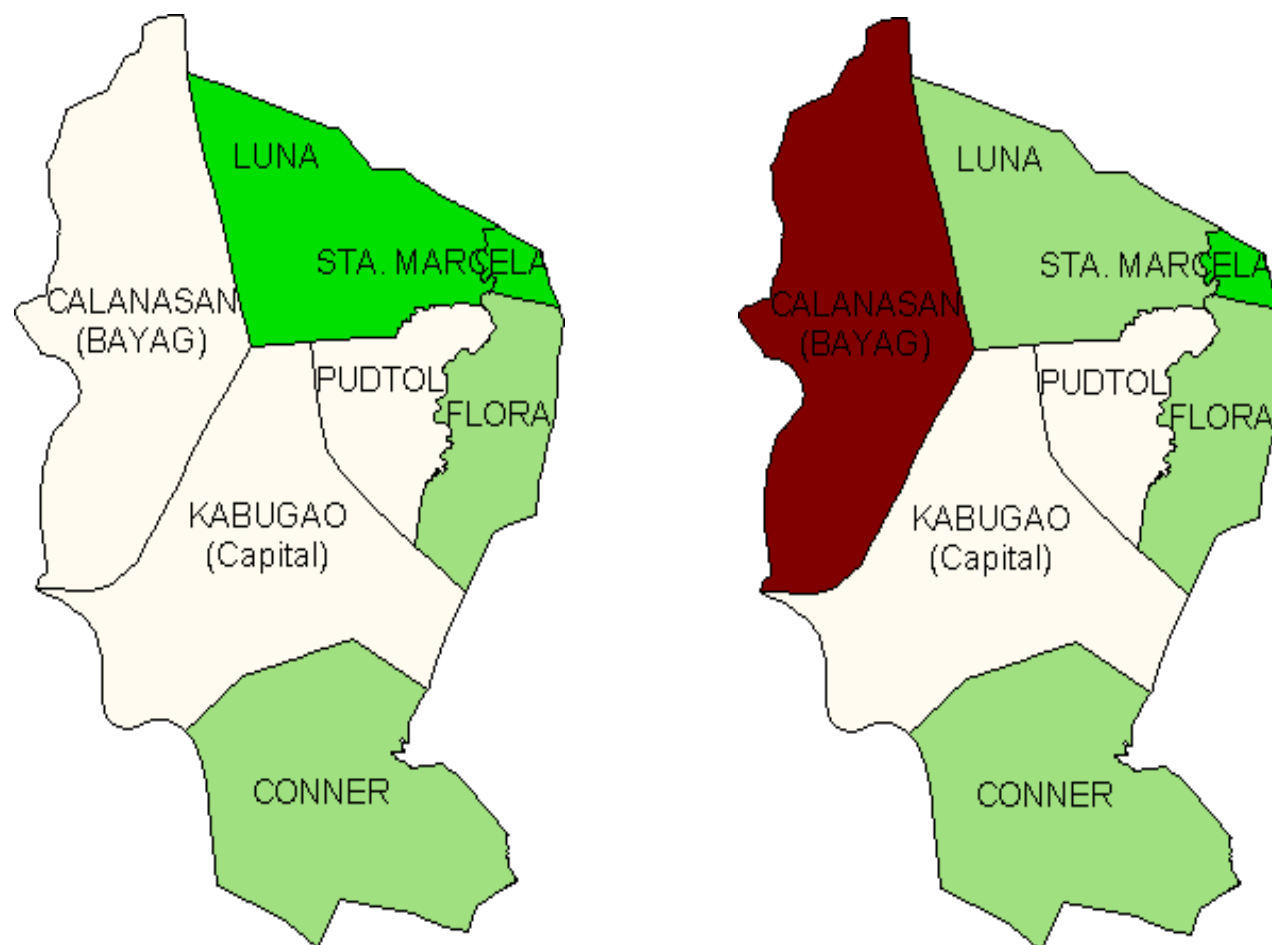 LUNA
STA. MARCELA
CALANASAN
(BAYAG)
PUDTOL
FLORA
KABUGAO
(Capital)
CONNER
LUNA
STA. MARCELA
CALANASAN
(BAYAG)
PUDTOL
FLORA
KABUGAO
(Capital)
CONNER